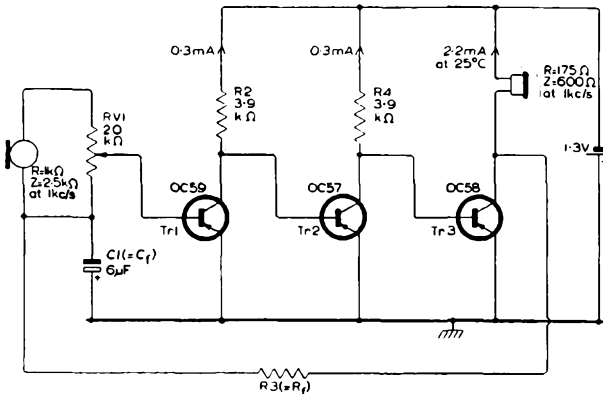 0.3mA
0.3mA
2.2mA
at 25°C
R=175Ω
Z=600Ω
at 1kc/s
R2
3.9
kΩ
R4
3.9
kΩ
RV1
20
kΩ
1.3V
R=1kΩ
Z=2.5kΩ
at 1kc/s
OC59
OC57
OC58
Tr1
Tr2
Tr3
C1(=Cf)
6μF
+
R3(=Rf)